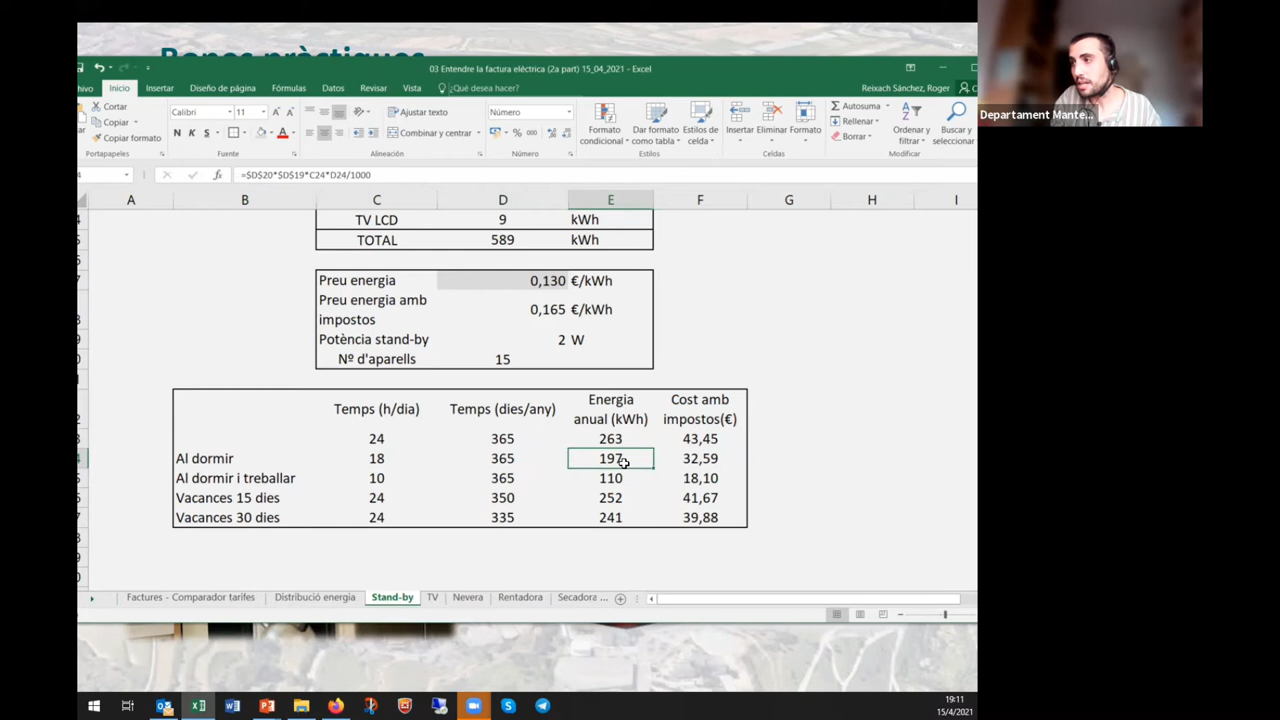 Bones pràctiques
03 Entendre la factura eléctrica (2a part) 15_04_2021 - Excel
Departament Mante...
Inicio Insertar Diseño de página Fórmulas Datos Revisar Vista ¿Qué desea hacer? Reixach Sánchez, Roger
Cortar
Copiar
Copiar formato
Portapapeles
Calibri 11
N K S
Fuente
Ajustar texto
Combinar y centrar
Alineación
Número
% 000
Número
Formato condicional
Dar formato como tabla
Estilos de celda
Estilos
Insertar Eliminar Formato
Celdas
Autosuma
Rellenar
Borrar
Ordenar y filtrar
Buscar y seleccionar
Modificar
fx =$D$20*$D$19*C24*D24/1000
A B C D E F G H I
TV LCD 9 kWh
TOTAL 589 kWh
Preu energia 0,130 €/kWh
Preu energia amb impostos 0,165 €/kWh
Potència stand-by 2 W
Nº d'aparells 15
Temps (h/dia) Temps (dies/any) Energia anual (kWh) Cost amb impostos(€)
24 365 263 43,45
Al dormir 18 365 197 32,59
Al dormir i treballar 10 365 110 18,10
Vacances 15 dies 24 350 252 41,67
Vacances 30 dies 24 335 241 39,88
Factures - Comparador tarifes Distribució energia Stand-by TV Nevera Rentadora Secadora ...
19:11
15/4/2021